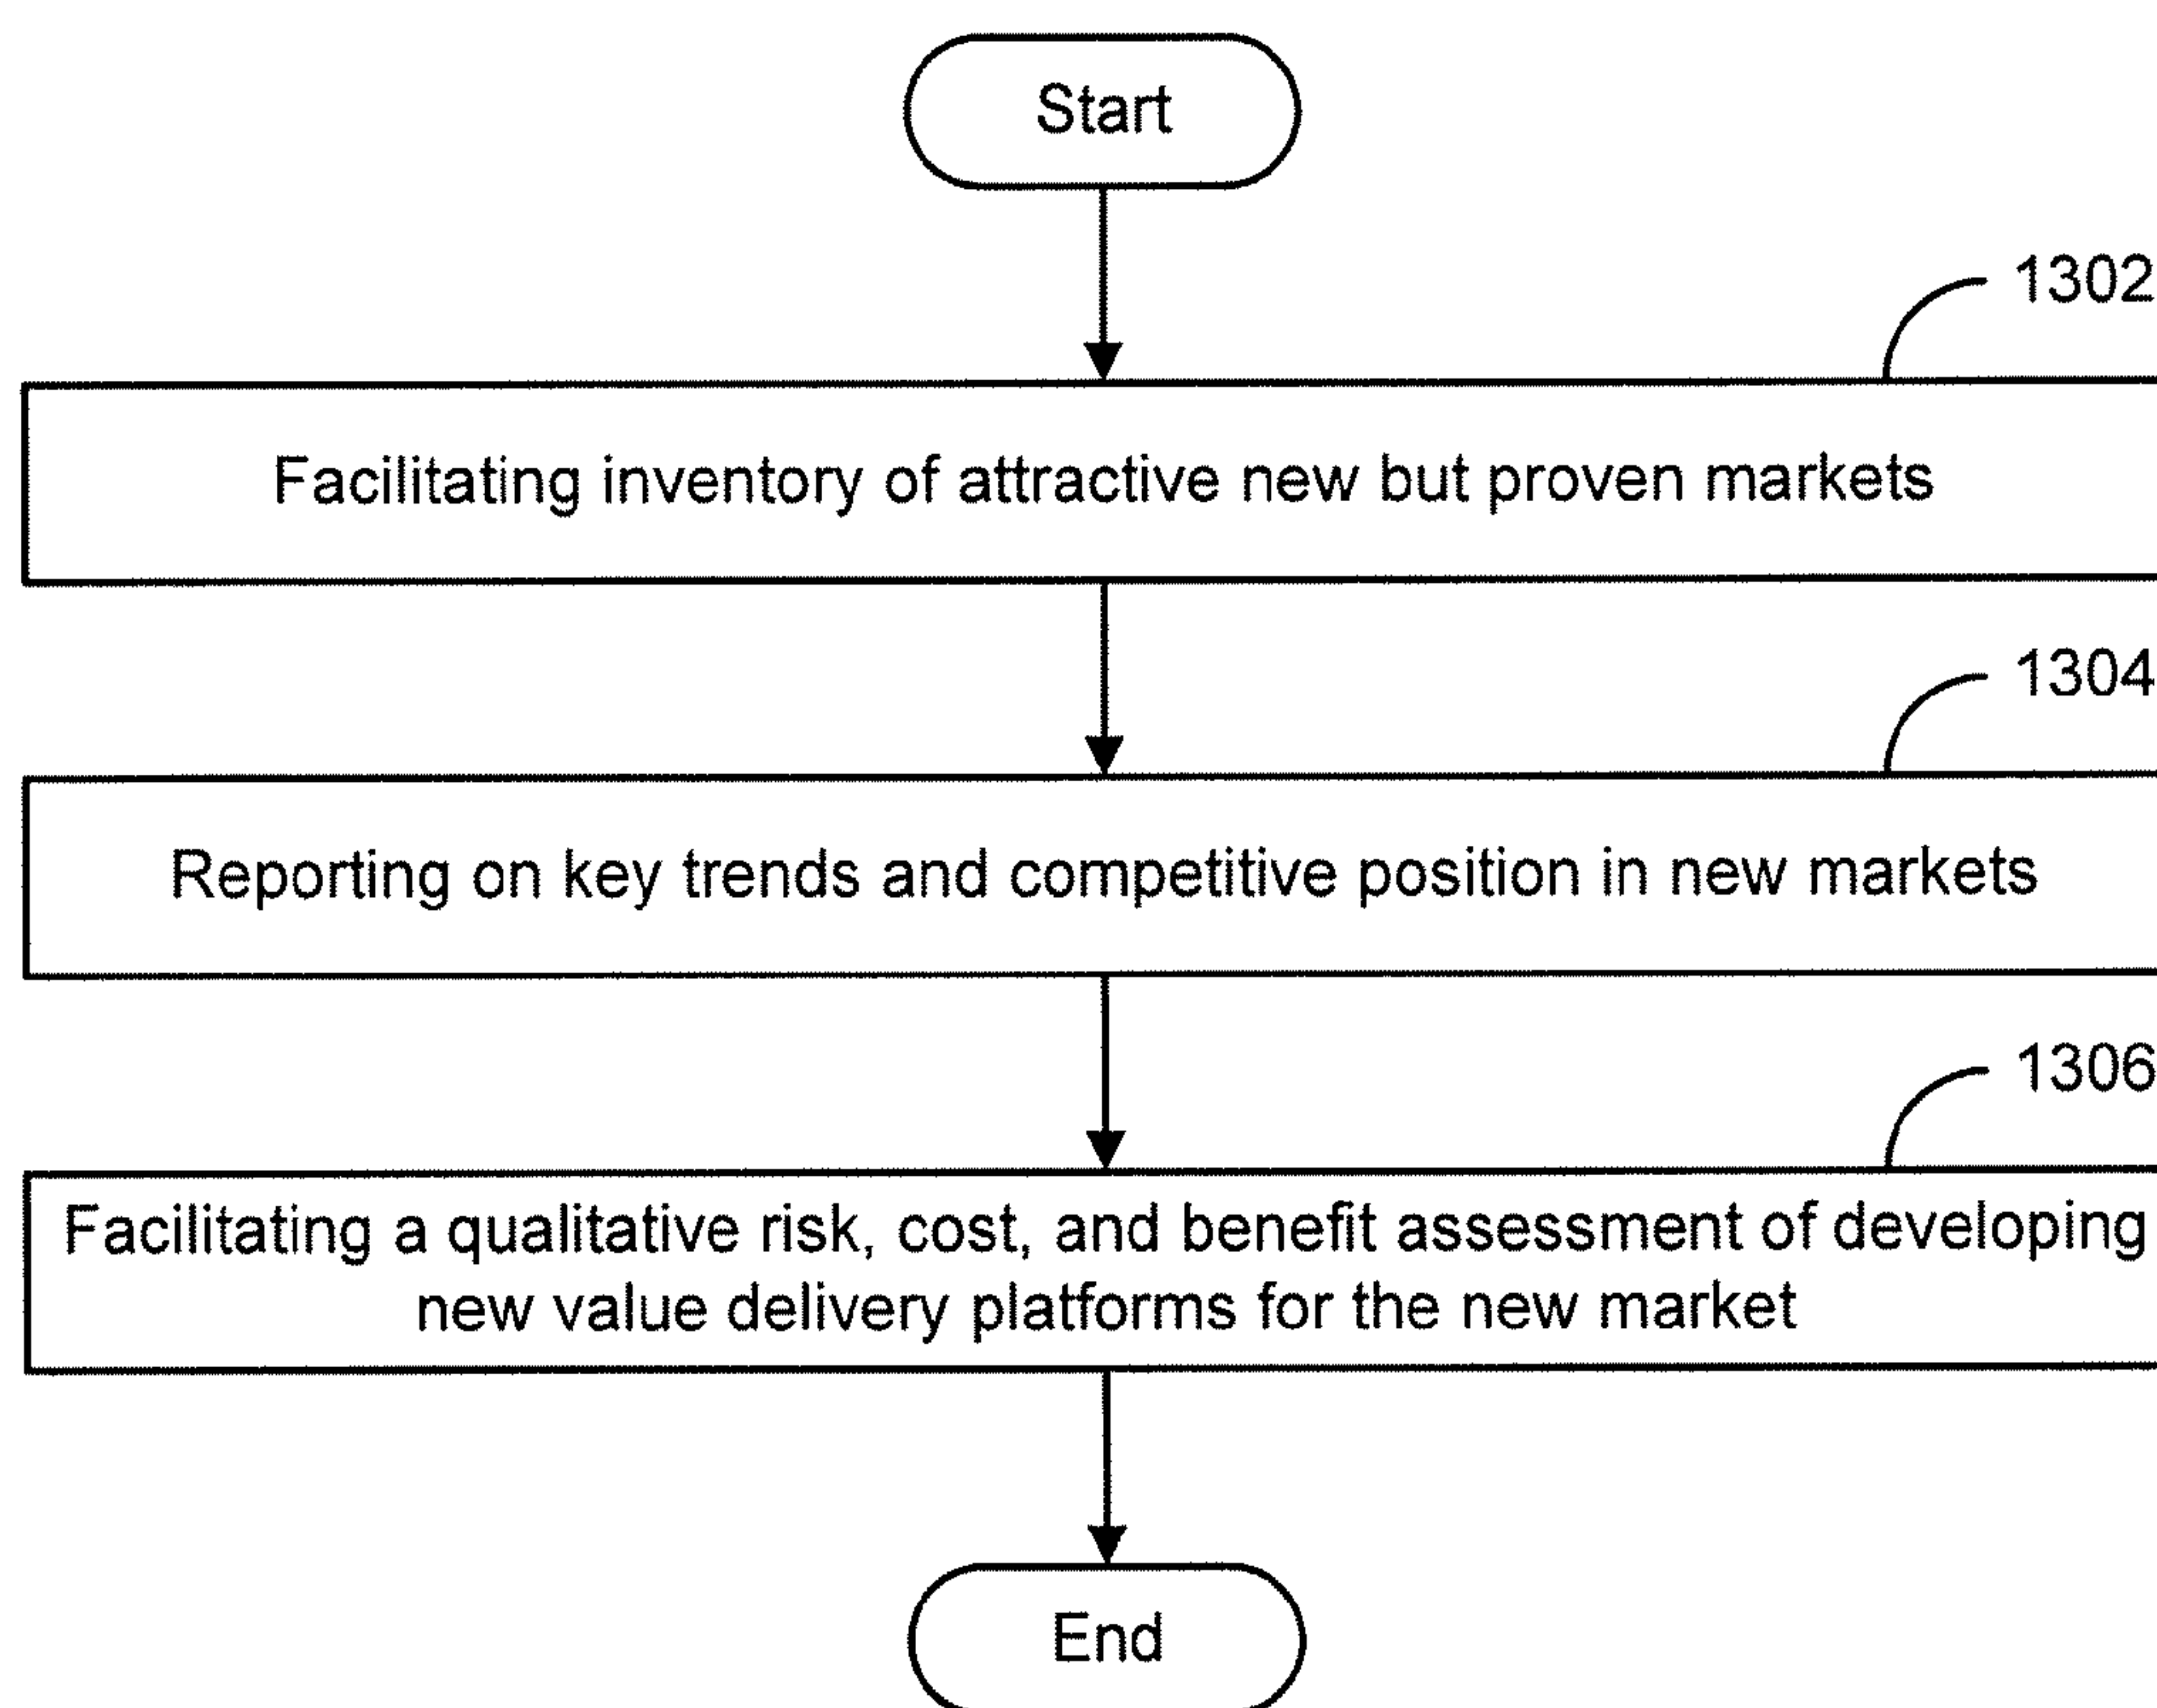 Start
1302
Facilitating inventory of attractive new but proven markets
1304
Reporting on key trends and competitive position in new markets
1306
Facilitating a qualitative risk, cost, and benefit assessment of developing
new value delivery platforms for the new market
End